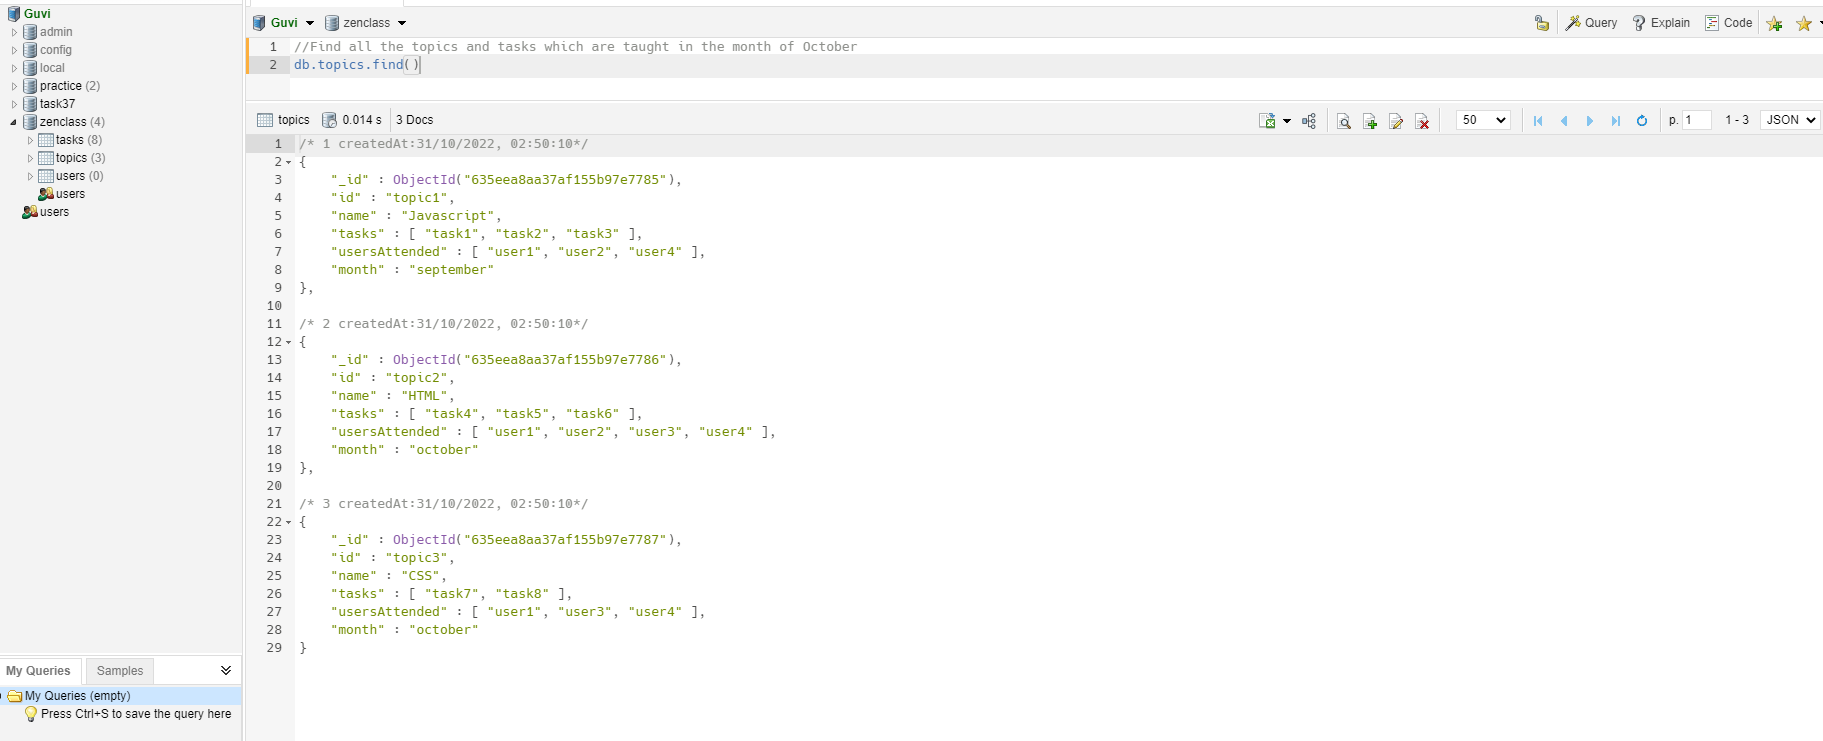 Guvi
admin
config
local
practice (2)
task37
zenclass (4)
tasks (8)
topics (3)
users (0)
users
users
My Queries Samples
My Queries (empty)
Press Ctrl+S to save the query here
Guvi zenclass Query Explain Code
1 //Find all the topics and tasks which are taught in the month of October
2 db.topics.find()
topics 0.014 s 3 Docs 50 p. 1 1 - 3 JSON
1 /* 1 createdAt:31/10/2022, 02:50:10*/
2 {
3 "_id" : ObjectId("635eea8aa37af155b97e7785"),
4 "id" : "topic1",
5 "name" : "Javascript",
6 "tasks" : [ "task1", "task2", "task3" ],
7 "usersAttended" : [ "user1", "user2", "user4" ],
8 "month" : "september"
9 },
10
11 /* 2 createdAt:31/10/2022, 02:50:10*/
12 {
13 "_id" : ObjectId("635eea8aa37af155b97e7786"),
14 "id" : "topic2",
15 "name" : "HTML",
16 "tasks" : [ "task4", "task5", "task6" ],
17 "usersAttended" : [ "user1", "user2", "user3", "user4" ],
18 "month" : "october"
19 },
20
21 /* 3 createdAt:31/10/2022, 02:50:10*/
22 {
23 "_id" : ObjectId("635eea8aa37af155b97e7787"),
24 "id" : "topic3",
25 "name" : "CSS",
26 "tasks" : [ "task7", "task8" ],
27 "usersAttended" : [ "user1", "user3", "user4" ],
28 "month" : "october"
29 }